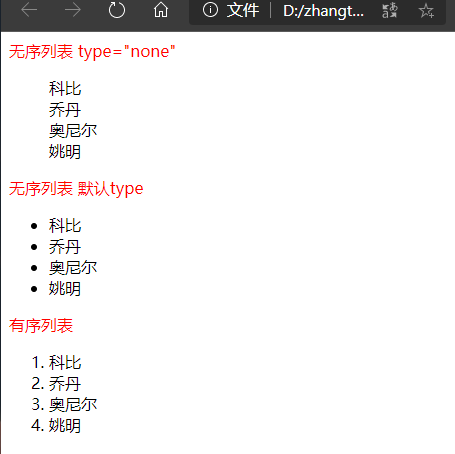 文件 D:/zhangt...
无序列表 type="none"
科比
乔丹
奥尼尔
姚明
无序列表 默认type
科比
乔丹
奥尼尔
姚明
有序列表
1. 科比
2. 乔丹
3. 奥尼尔
4. 姚明